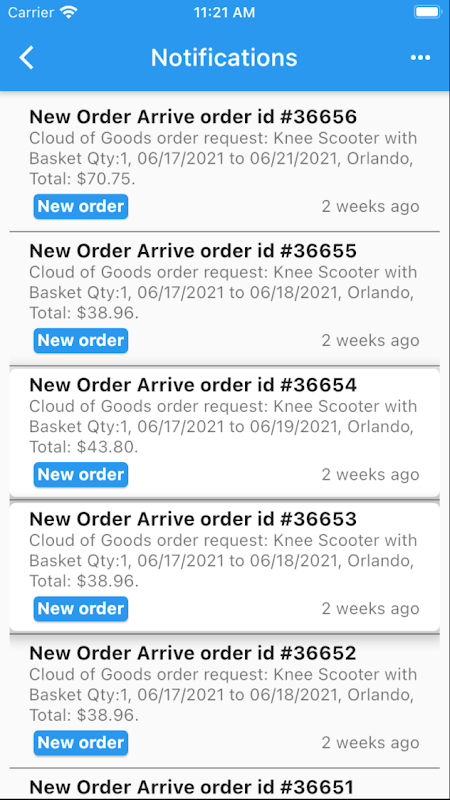 Carrier 11:21 AM
Notifications
New Order Arrive order id #36656
Cloud of Goods order request: Knee Scooter with
Basket Qty:1, 06/17/2021 to 06/21/2021, Orlando,
Total: $70.75.
New order 2 weeks ago
New Order Arrive order id #36655
Cloud of Goods order request: Knee Scooter with
Basket Qty:1, 06/17/2021 to 06/18/2021, Orlando,
Total: $38.96.
New order 2 weeks ago
New Order Arrive order id #36654
Cloud of Goods order request: Knee Scooter with
Basket Qty:1, 06/17/2021 to 06/19/2021, Orlando,
Total: $43.80.
New order 2 weeks ago
New Order Arrive order id #36653
Cloud of Goods order request: Knee Scooter with
Basket Qty:1, 06/17/2021 to 06/18/2021, Orlando,
Total: $38.96.
New order 2 weeks ago
New Order Arrive order id #36652
Cloud of Goods order request: Knee Scooter with
Basket Qty:1, 06/17/2021 to 06/18/2021, Orlando,
Total: $38.96.
New order 2 weeks ago
New Order Arrive order id #36651